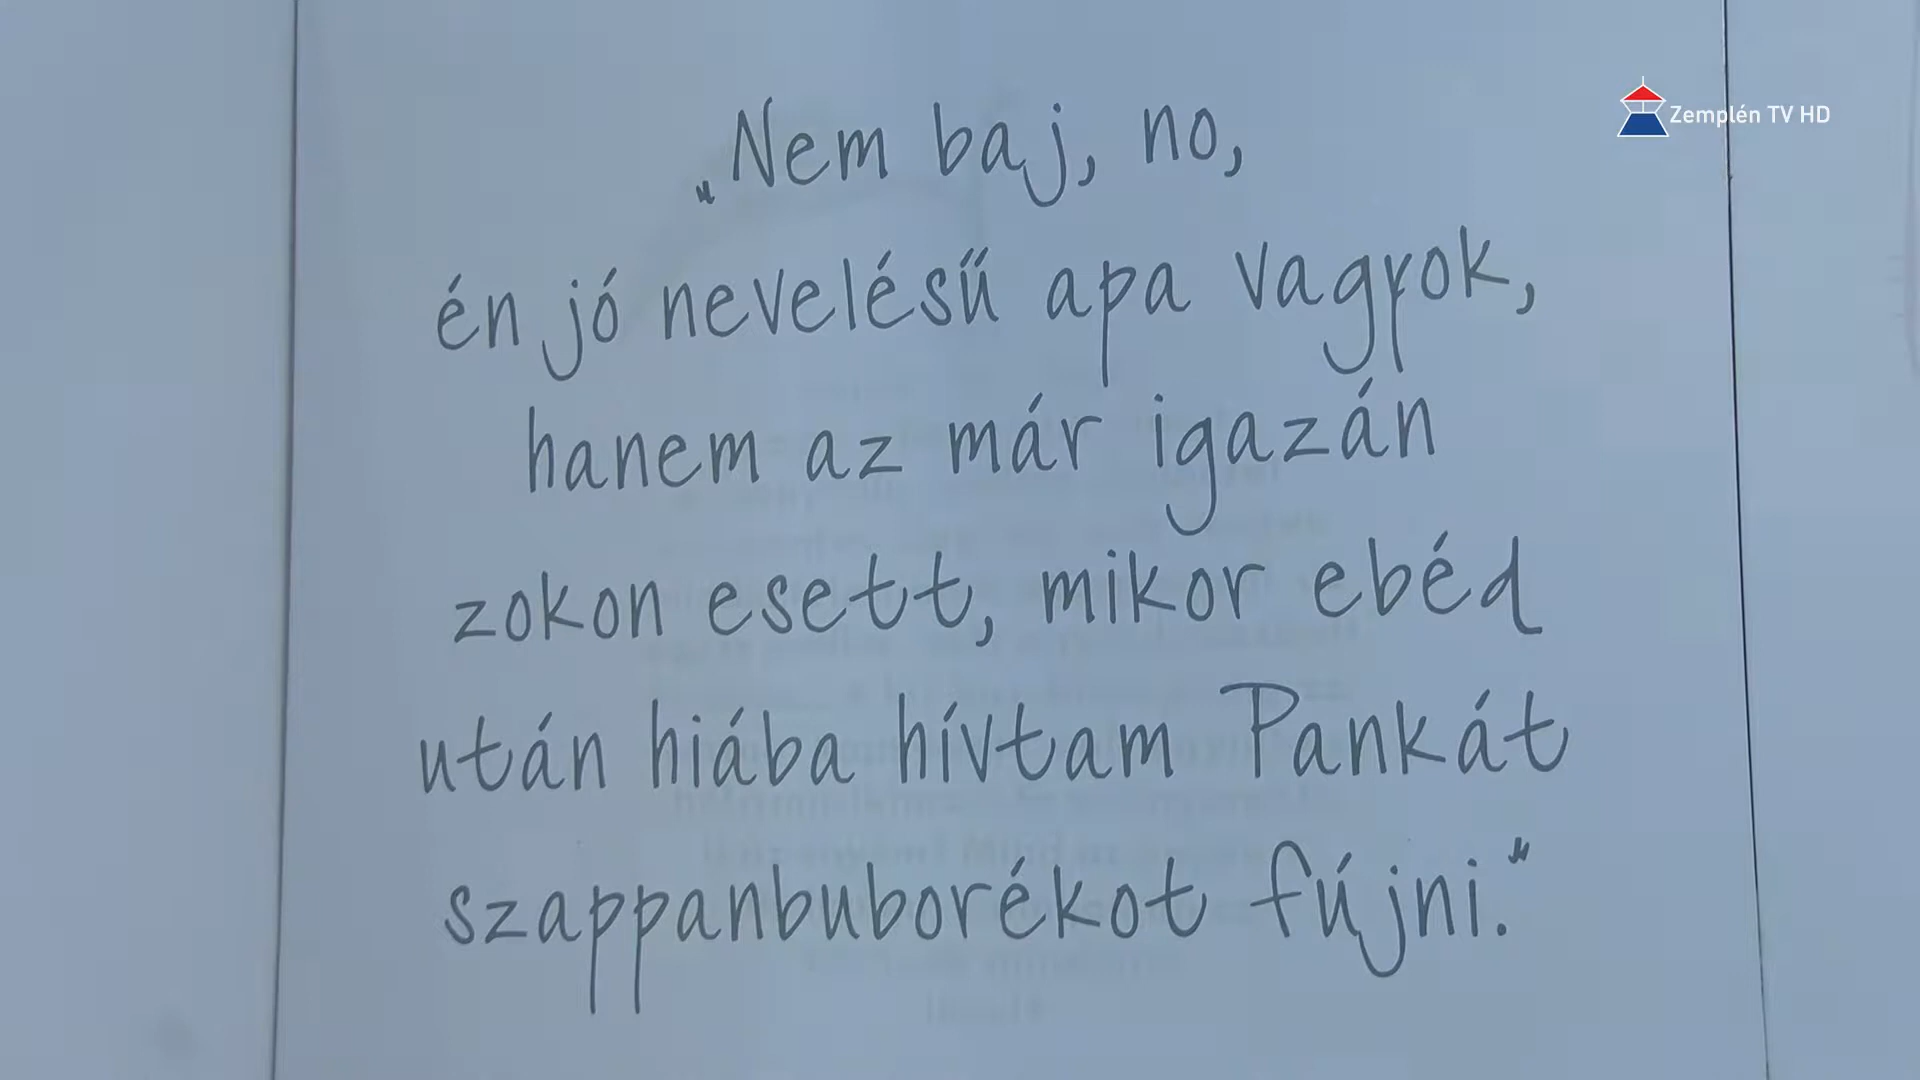 „Nem baj, no,
én jó nevelésű apa vagyok,
hanem az már igazán
zokon esett, mikor ebéd
után hiába hívtam Pankát
szappanbuborékot fújni.”
Zemplén TV HD